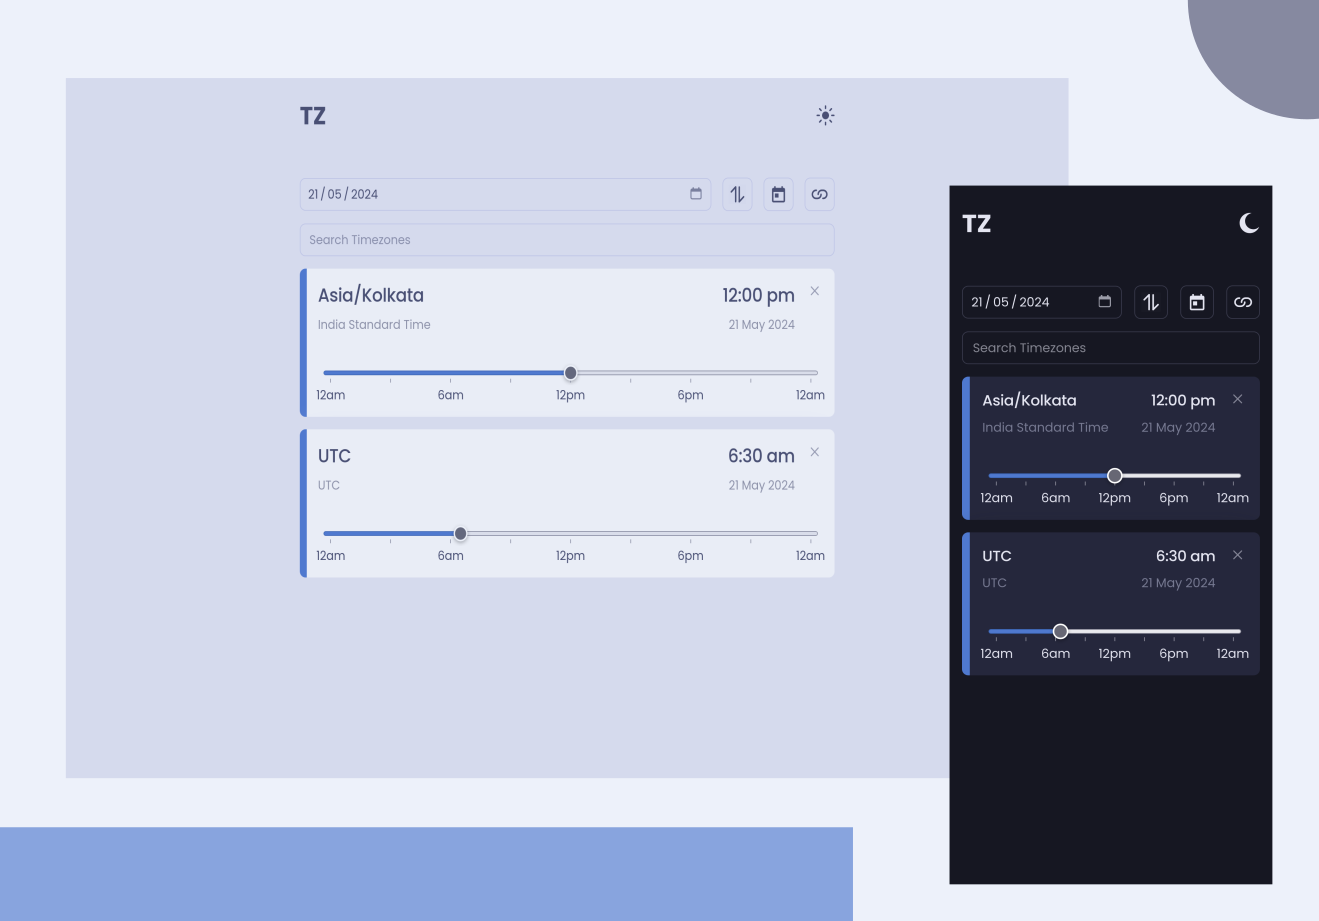 TZ
21 / 05 / 2024
Search Timezones
Asia/Kolkata 12:00 pm
India Standard Time 21 May 2024
12am 6am 12pm 6pm 12am
UTC 6:30 am
UTC 21 May 2024
12am 6am 12pm 6pm 12am
TZ
21 / 05 / 2024
Search Timezones
Asia/Kolkata 12:00 pm
India Standard Time 21 May 2024
12am 6am 12pm 6pm 12am
UTC 6:30 am
UTC 21 May 2024
12am 6am 12pm 6pm 12am